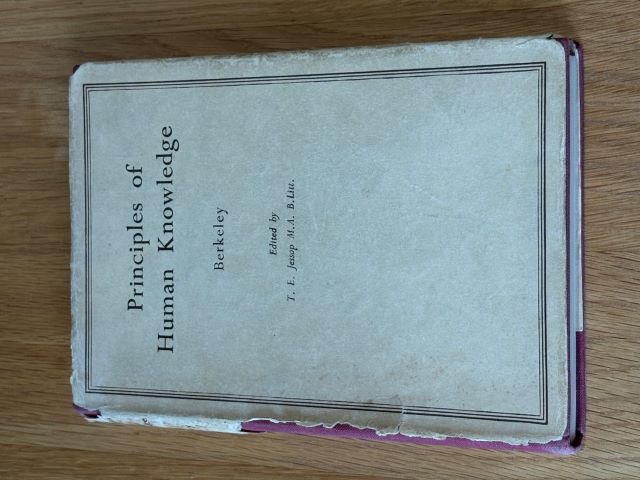 Principles of
Human Knowledge
Berkeley
Edited by
T. E. Jessop M.A. B.Litt.